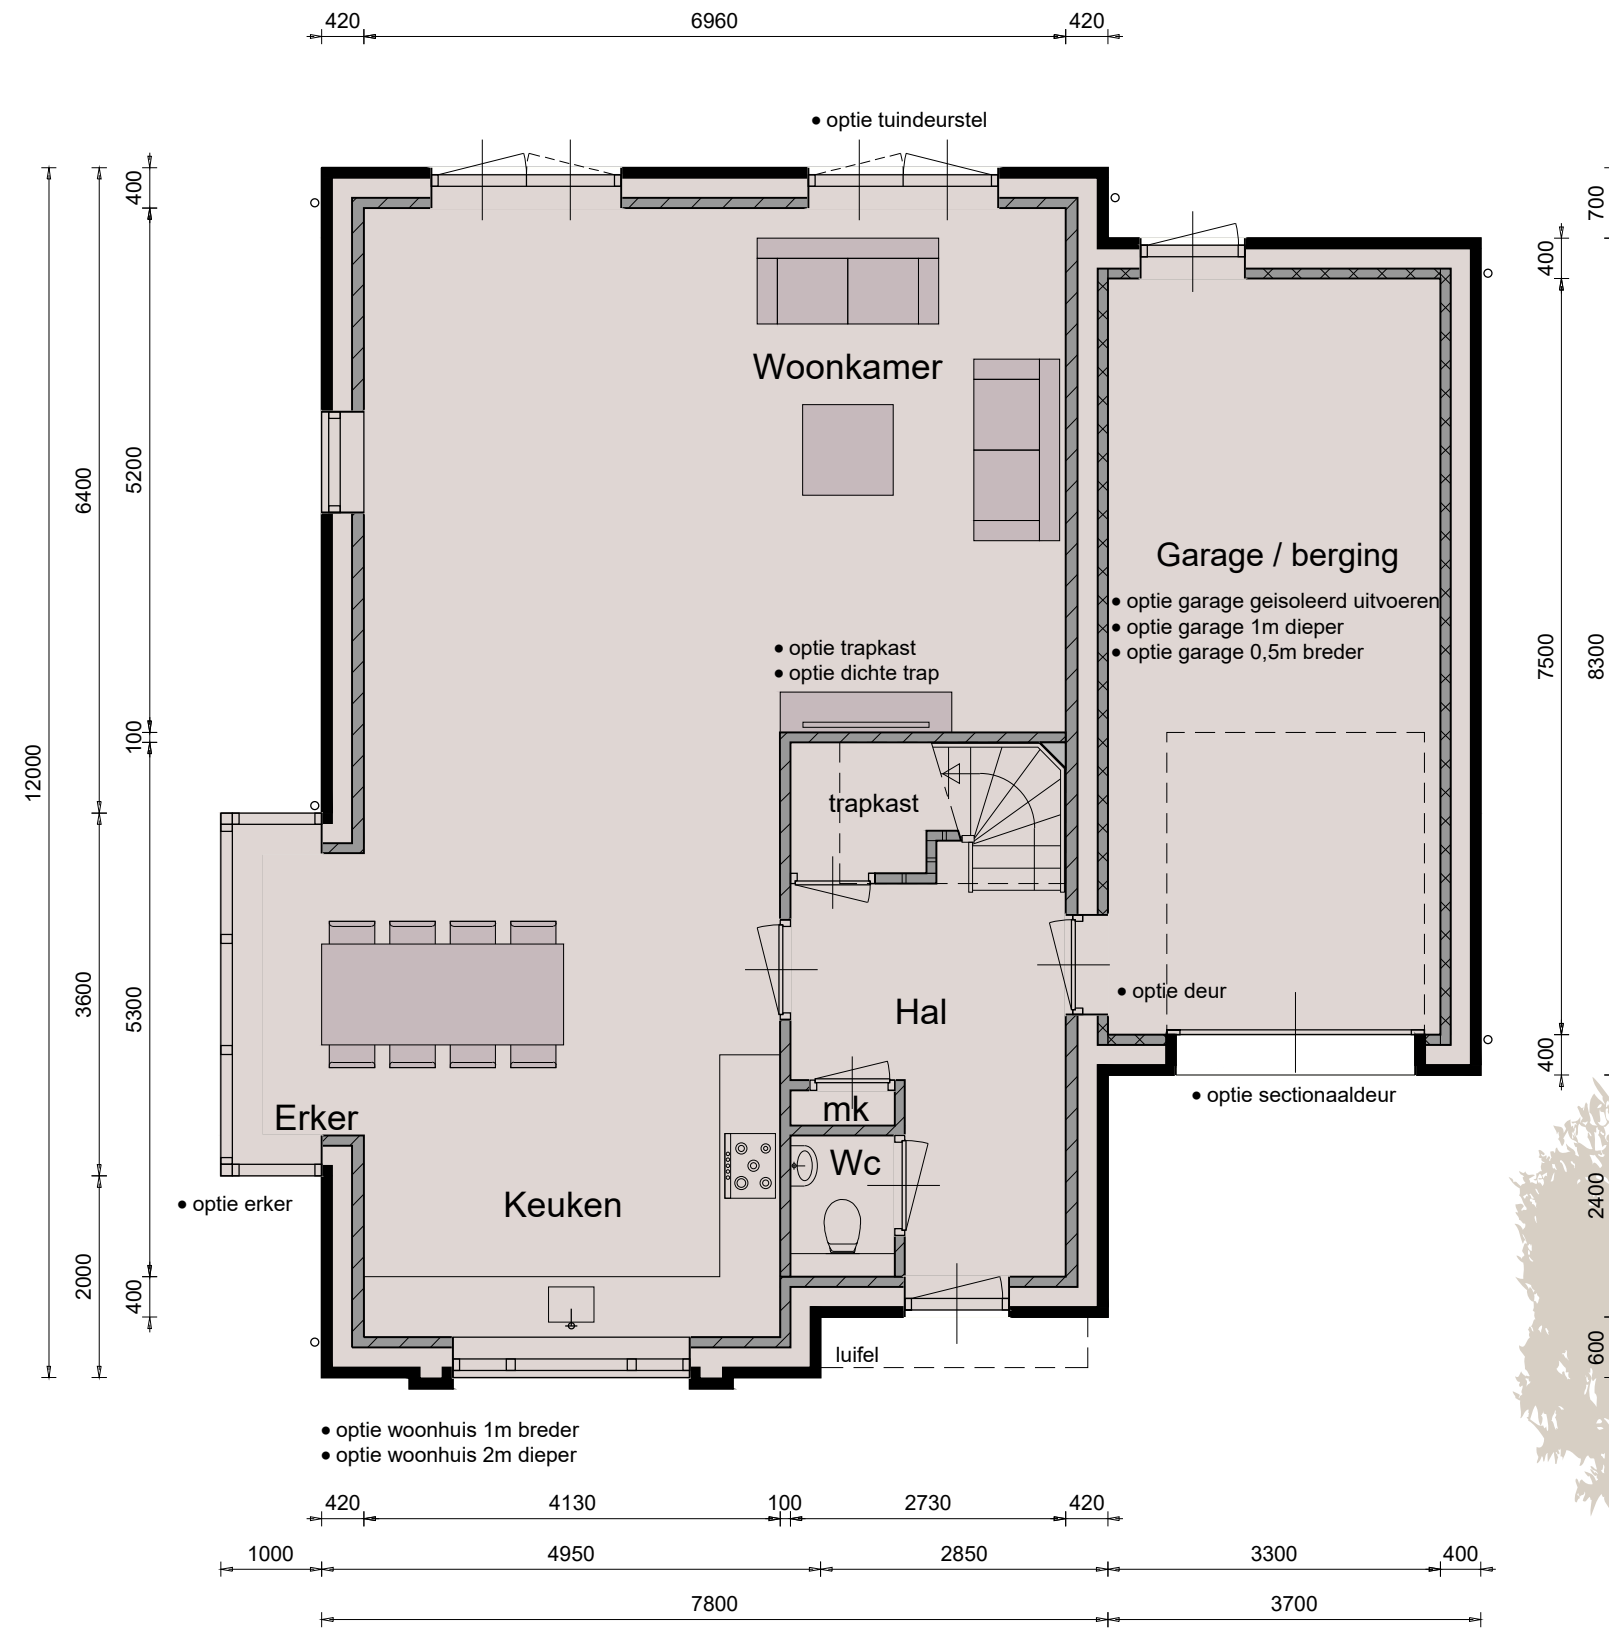 420
6960
420
• optie tuindeurstel
400
700
400
Woonkamer
6400
5200
Garage / berging
• optie garage geisoleerd uitvoeren
• optie garage 1m dieper
• optie garage 0,5m breder
7500
8300
• optie trapkast
• optie dichte trap
100
12000
trapkast
3600
5300
• optie deur
Hal
400
• optie sectionaaldeur
mk
Erker
Wc
• optie erker
Keuken
2400
2000
400
luifel
600
• optie woonhuis 1m breder
• optie woonhuis 2m dieper
420
4130
100
2730
420
1000
4950
2850
3300
400
7800
3700